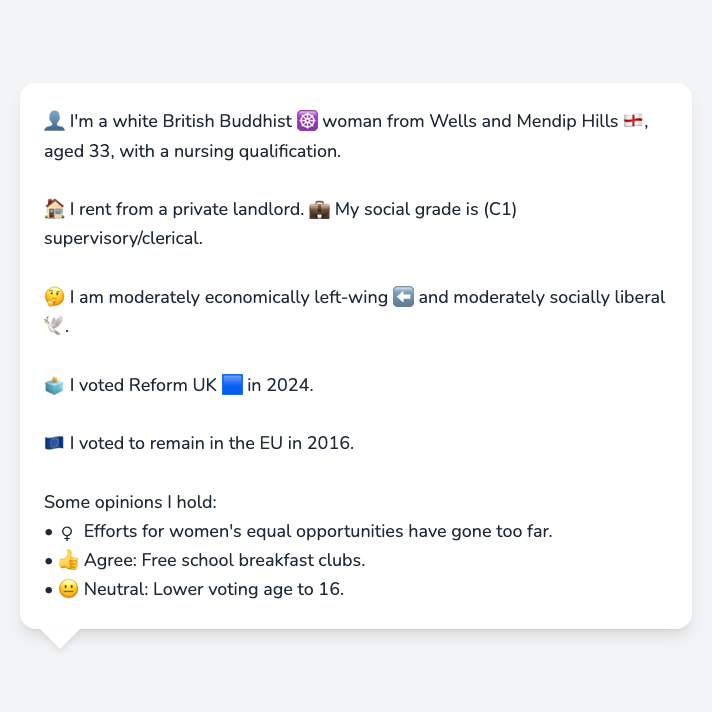 👤 I'm a white British Buddhist ☸️ woman from Wells and Mendip Hills 🏴󠁧󠁢󠁥󠁮󠁧󠁿,
aged 33, with a nursing qualification.
🏠 I rent from a private landlord. 💼 My social grade is (C1)
supervisory/clerical.
🤔 I am moderately economically left-wing ⬅️ and moderately socially liberal
🕊️.
🗳️ I voted Reform UK 🟦 in 2024.
🇪🇺 I voted to remain in the EU in 2016.
Some opinions I hold:
• ♀️ Efforts for women's equal opportunities have gone too far.
• 👍 Agree: Free school breakfast clubs.
• 😐 Neutral: Lower voting age to 16.